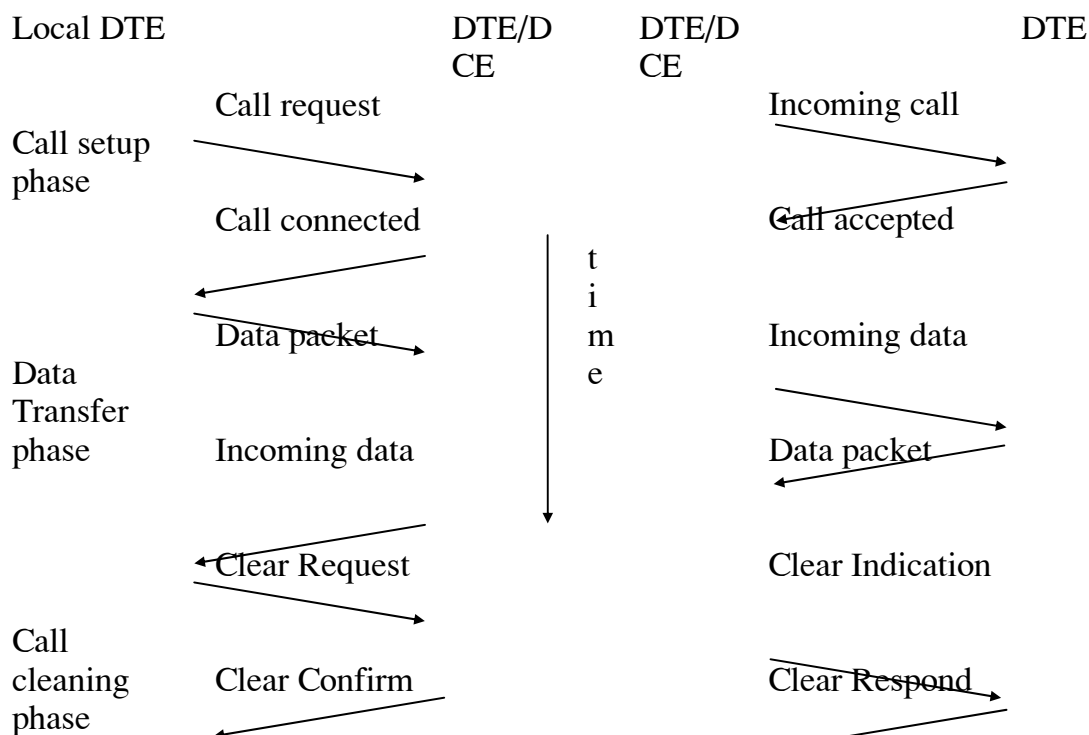 Local DTE DTE/D DTE/D DTE
CE CE
Call request Incoming call
Call setup
phase
Call connected Call accepted
t
i
m
e
Data packet Incoming data
Data
Transfer
phase Incoming data Data packet
Clear Request Clear Indication
Call
cleaning Clear Confirm Clear Respond
phase